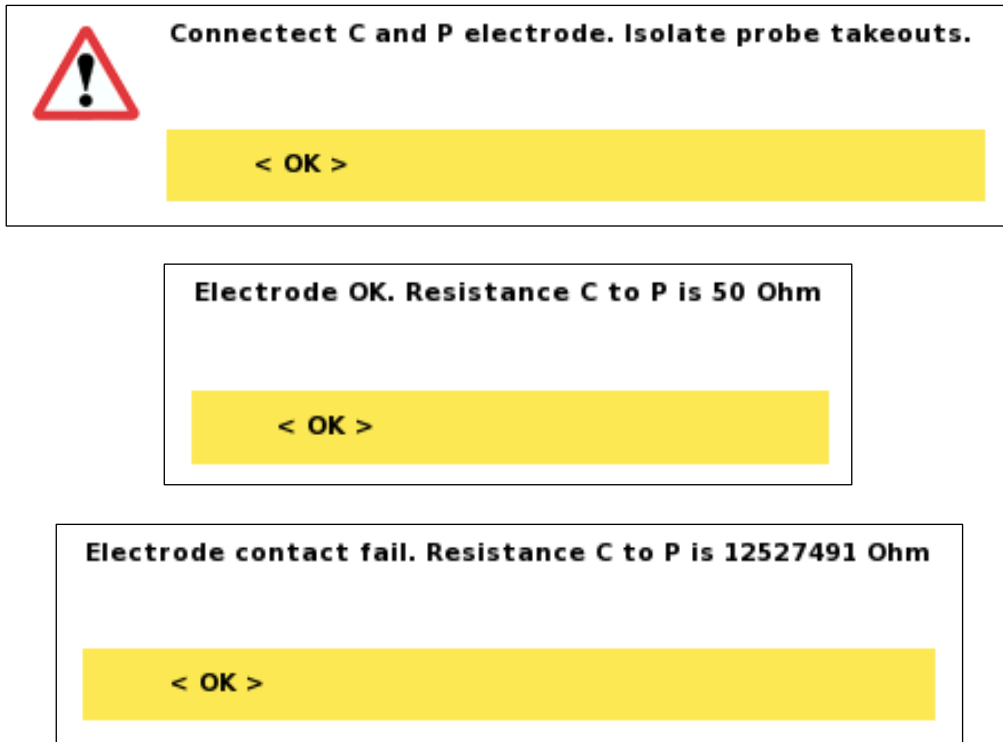 Connectect C and P electrode. Isolate probe takeouts.
< OK >
Electrode OK. Resistance C to P is 50 Ohm
< OK >
Electrode contact fail. Resistance C to P is 12527491 Ohm
< OK >